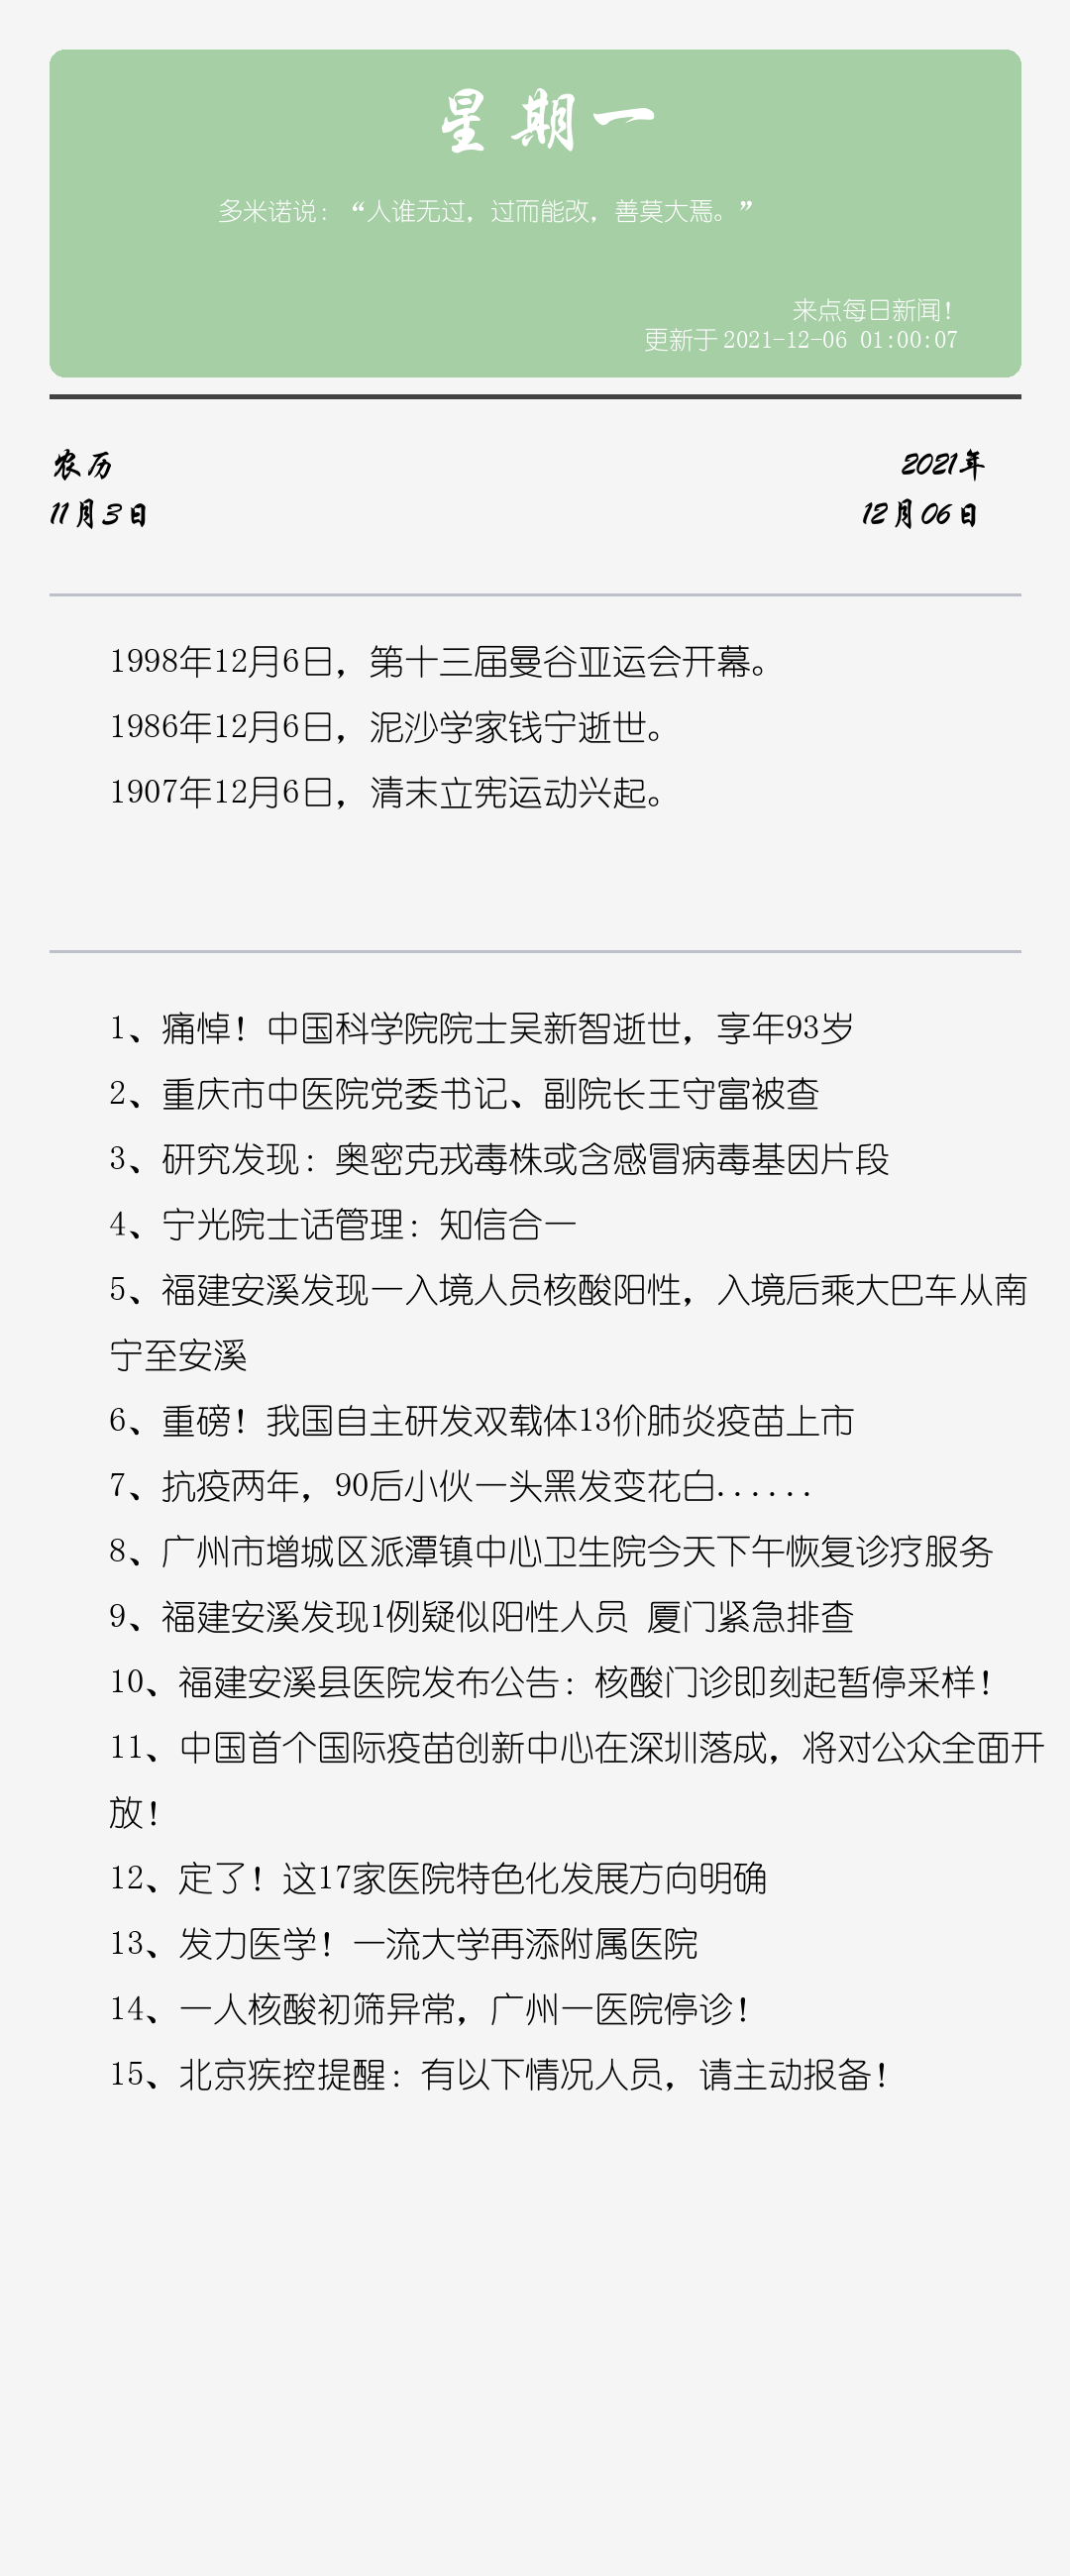 星期一
多米诺说：“人谁无过，过而能改，善莫大焉。”
来点每日新闻！
更新于 2021-12-06 01:00:07
农历
2021年
11月3日
12月06日
1998年12月6日，第十三届曼谷亚运会开幕。
1986年12月6日，泥沙学家钱宁逝世。
1907年12月6日，清末立宪运动兴起。
1、痛悼！中国科学院院士吴新智逝世，享年93岁
2、重庆市中医院党委书记、副院长王守富被查
3、研究发现：奥密克戎毒株或含感冒病毒基因片段
4、宁光院士话管理：知信合一
5、福建安溪发现一入境人员核酸阳性，入境后乘大巴车从南
宁至安溪
6、重磅！我国自主研发双载体13价肺炎疫苗上市
7、抗疫两年，90后小伙一头黑发变花白......
8、广州市增城区派潭镇中心卫生院今天下午恢复诊疗服务
9、福建安溪发现1例疑似阳性人员 厦门紧急排查
10、福建安溪县医院发布公告：核酸门诊即刻起暂停采样！
11、中国首个国际疫苗创新中心在深圳落成，将对公众全面开
放！
12、定了！这17家医院特色化发展方向明确
13、发力医学！一流大学再添附属医院
14、一人核酸初筛异常，广州一医院停诊！
15、北京疾控提醒：有以下情况人员，请主动报备！